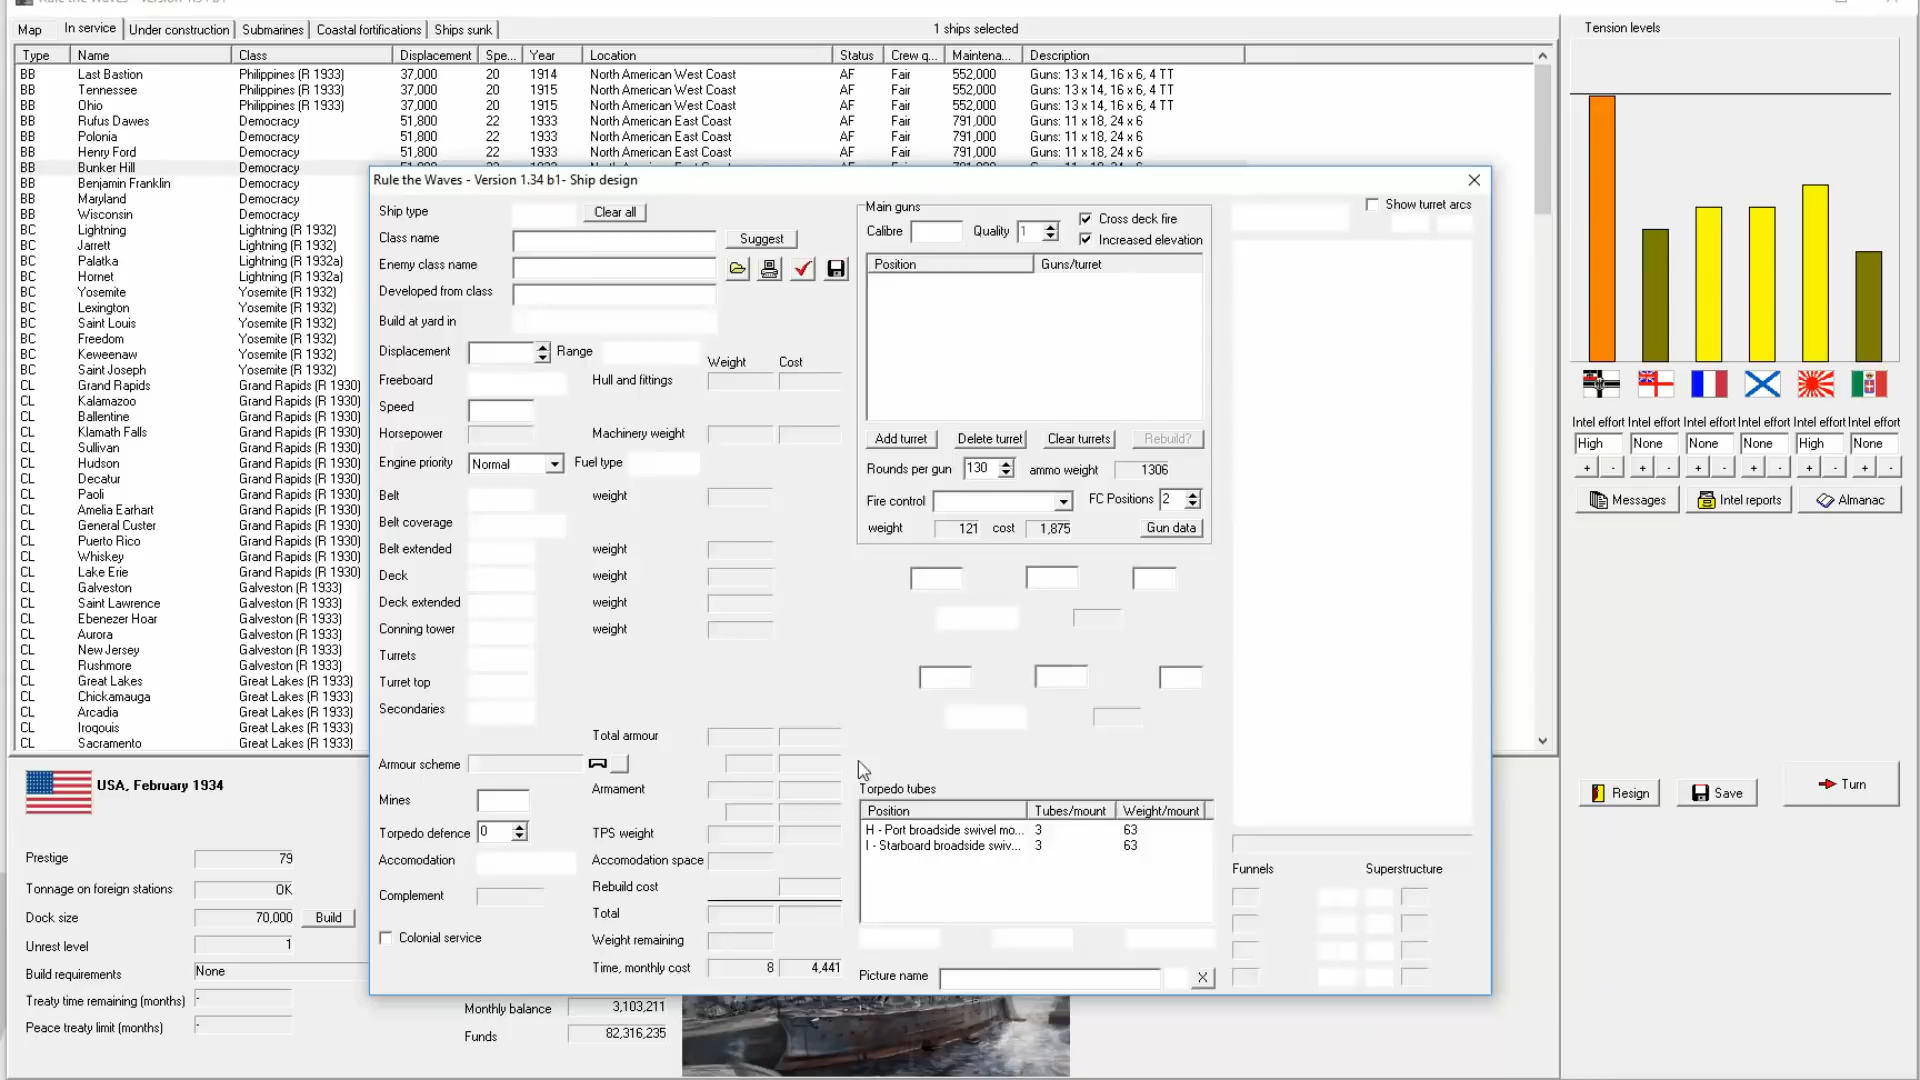 Map In service Under construction Submarines Coastal fortifications Ships sunk 1 ships selected
Type Name Class Displacement Spe... Year Location Status Crew q... Maintena... Description
BB Last Bastion Philippines (R 1933) 37,000 20 1914 North American West Coast AF Fair 552,000 Guns: 13 x 14, 16 x 6, 4 TT
BB Tennessee Philippines (R 1933) 37,000 20 1915 North American West Coast AF Fair 552,000 Guns: 13 x 14, 16 x 6, 4 TT
BB Ohio Philippines (R 1933) 37,000 20 1915 North American West Coast AF Fair 552,000 Guns: 13 x 14, 16 x 6, 4 TT
BB Rufus Dawes Democracy 51,800 22 1933 North American East Coast AF Fair 791,000 Guns: 11 x 18, 24 x 6
BB Polonia Democracy 51,800 22 1933 North American East Coast AF Fair 791,000 Guns: 11 x 18, 24 x 6
BB Henry Ford Democracy 51,800 22 1933 North American East Coast AF Fair 791,000 Guns: 11 x 18, 24 x 6
BB Bunker Hill Democracy
BB Benjamin Franklin Democracy
BB Maryland Democracy
BB Wisconsin Democracy
BC Lightning Lightning (R 1932)
BC Jarrett Lightning (R 1932)
BC Palatka Lightning (R 1932a)
BC Hornet Lightning (R 1932a)
BC Yosemite Yosemite (R 1932)
BC Lexington Yosemite (R 1932)
BC Saint Louis Yosemite (R 1932)
BC Freedom Yosemite (R 1932)
BC Keweenaw Yosemite (R 1932)
BC Saint Joseph Yosemite (R 1932)
CL Grand Rapids Grand Rapids (R 1930)
CL Kalamazoo Grand Rapids (R 1930)
CL Ballentine Grand Rapids (R 1930)
CL Klamath Falls Grand Rapids (R 1930)
CL Sullivan Grand Rapids (R 1930)
CL Hudson Grand Rapids (R 1930)
CL Decatur Grand Rapids (R 1930)
CL Paoli Grand Rapids (R 1930)
CL Amelia Earhart Grand Rapids (R 1930)
CL General Custer Grand Rapids (R 1930)
CL Puerto Rico Grand Rapids (R 1930)
CL Whiskey Grand Rapids (R 1930)
CL Lake Erie Grand Rapids (R 1930)
CL Galveston Galveston (R 1933)
CL Saint Lawrence Galveston (R 1933)
CL Ebenezer Hoar Galveston (R 1933)
CL Aurora Galveston (R 1933)
CL New Jersey Galveston (R 1933)
CL Rushmore Galveston (R 1933)
CL Great Lakes Great Lakes (R 1933)
CL Chickamauga Great Lakes (R 1933)
CL Arcadia Great Lakes (R 1933)
CL Iroqouis Great Lakes (R 1933)
CL Sacramento Great Lakes (R 1933)
Rule the Waves - Version 1.34 b1- Ship design
Ship type Clear all
Class name Suggest
Enemy class name
Developed from class
Build at yard in
Displacement Range Weight Cost
Freeboard Hull and fittings
Speed
Horsepower Machinery weight
Engine priority Normal Fuel type
Belt weight
Belt coverage
Belt extended weight
Deck weight
Deck extended weight
Conning tower weight
Turrets
Turret top
Secondaries
Total armour
Armour scheme
Armament
Mines
Torpedo defence 0 TPS weight
Accomodation Accomodation space
Rebuild cost
Complement
Total
Colonial service Weight remaining
Time, monthly cost 8 4,441
Main guns
Calibre Quality 1 Cross deck fire
Increased elevation
Position Guns/turret
Add turret Delete turret Clear turrets Rebuild?
Rounds per gun 130 ammo weight 1306
Fire control FC Positions 2
weight 121 cost 1,875 Gun data
Torpedo tubes
Position Tubes/mount Weight/mount
H - Port broadside swivel mo... 3 63
I - Starboard broadside swiv... 3 63
Picture name X
Show turret arcs
Funnels Superstructure
Tension levels
Intel effort Intel effort Intel effort Intel effort Intel effort Intel effort
High None None None High None
+ - + - + - + - + - + -
Messages Intel reports Almanac
Resign Save Turn
USA, February 1934
Prestige 79
Tonnage on foreign stations OK
Dock size 70,000 Build
Unrest level 1
Build requirements None
Treaty time remaining (months) -
Peace treaty limit (months) -
Monthly balance 3,103,211
Funds 82,316,235